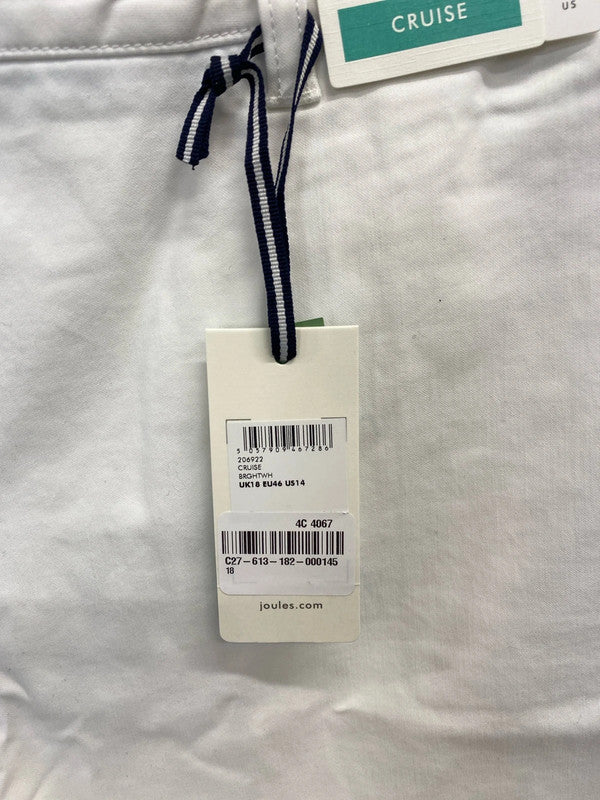 CRUISE
US
5 057909 467286
206922
CRUISE
BRGHTWH
UK18 EU46 US14
4C 4067
C27-613-182-000145
18
joules.com